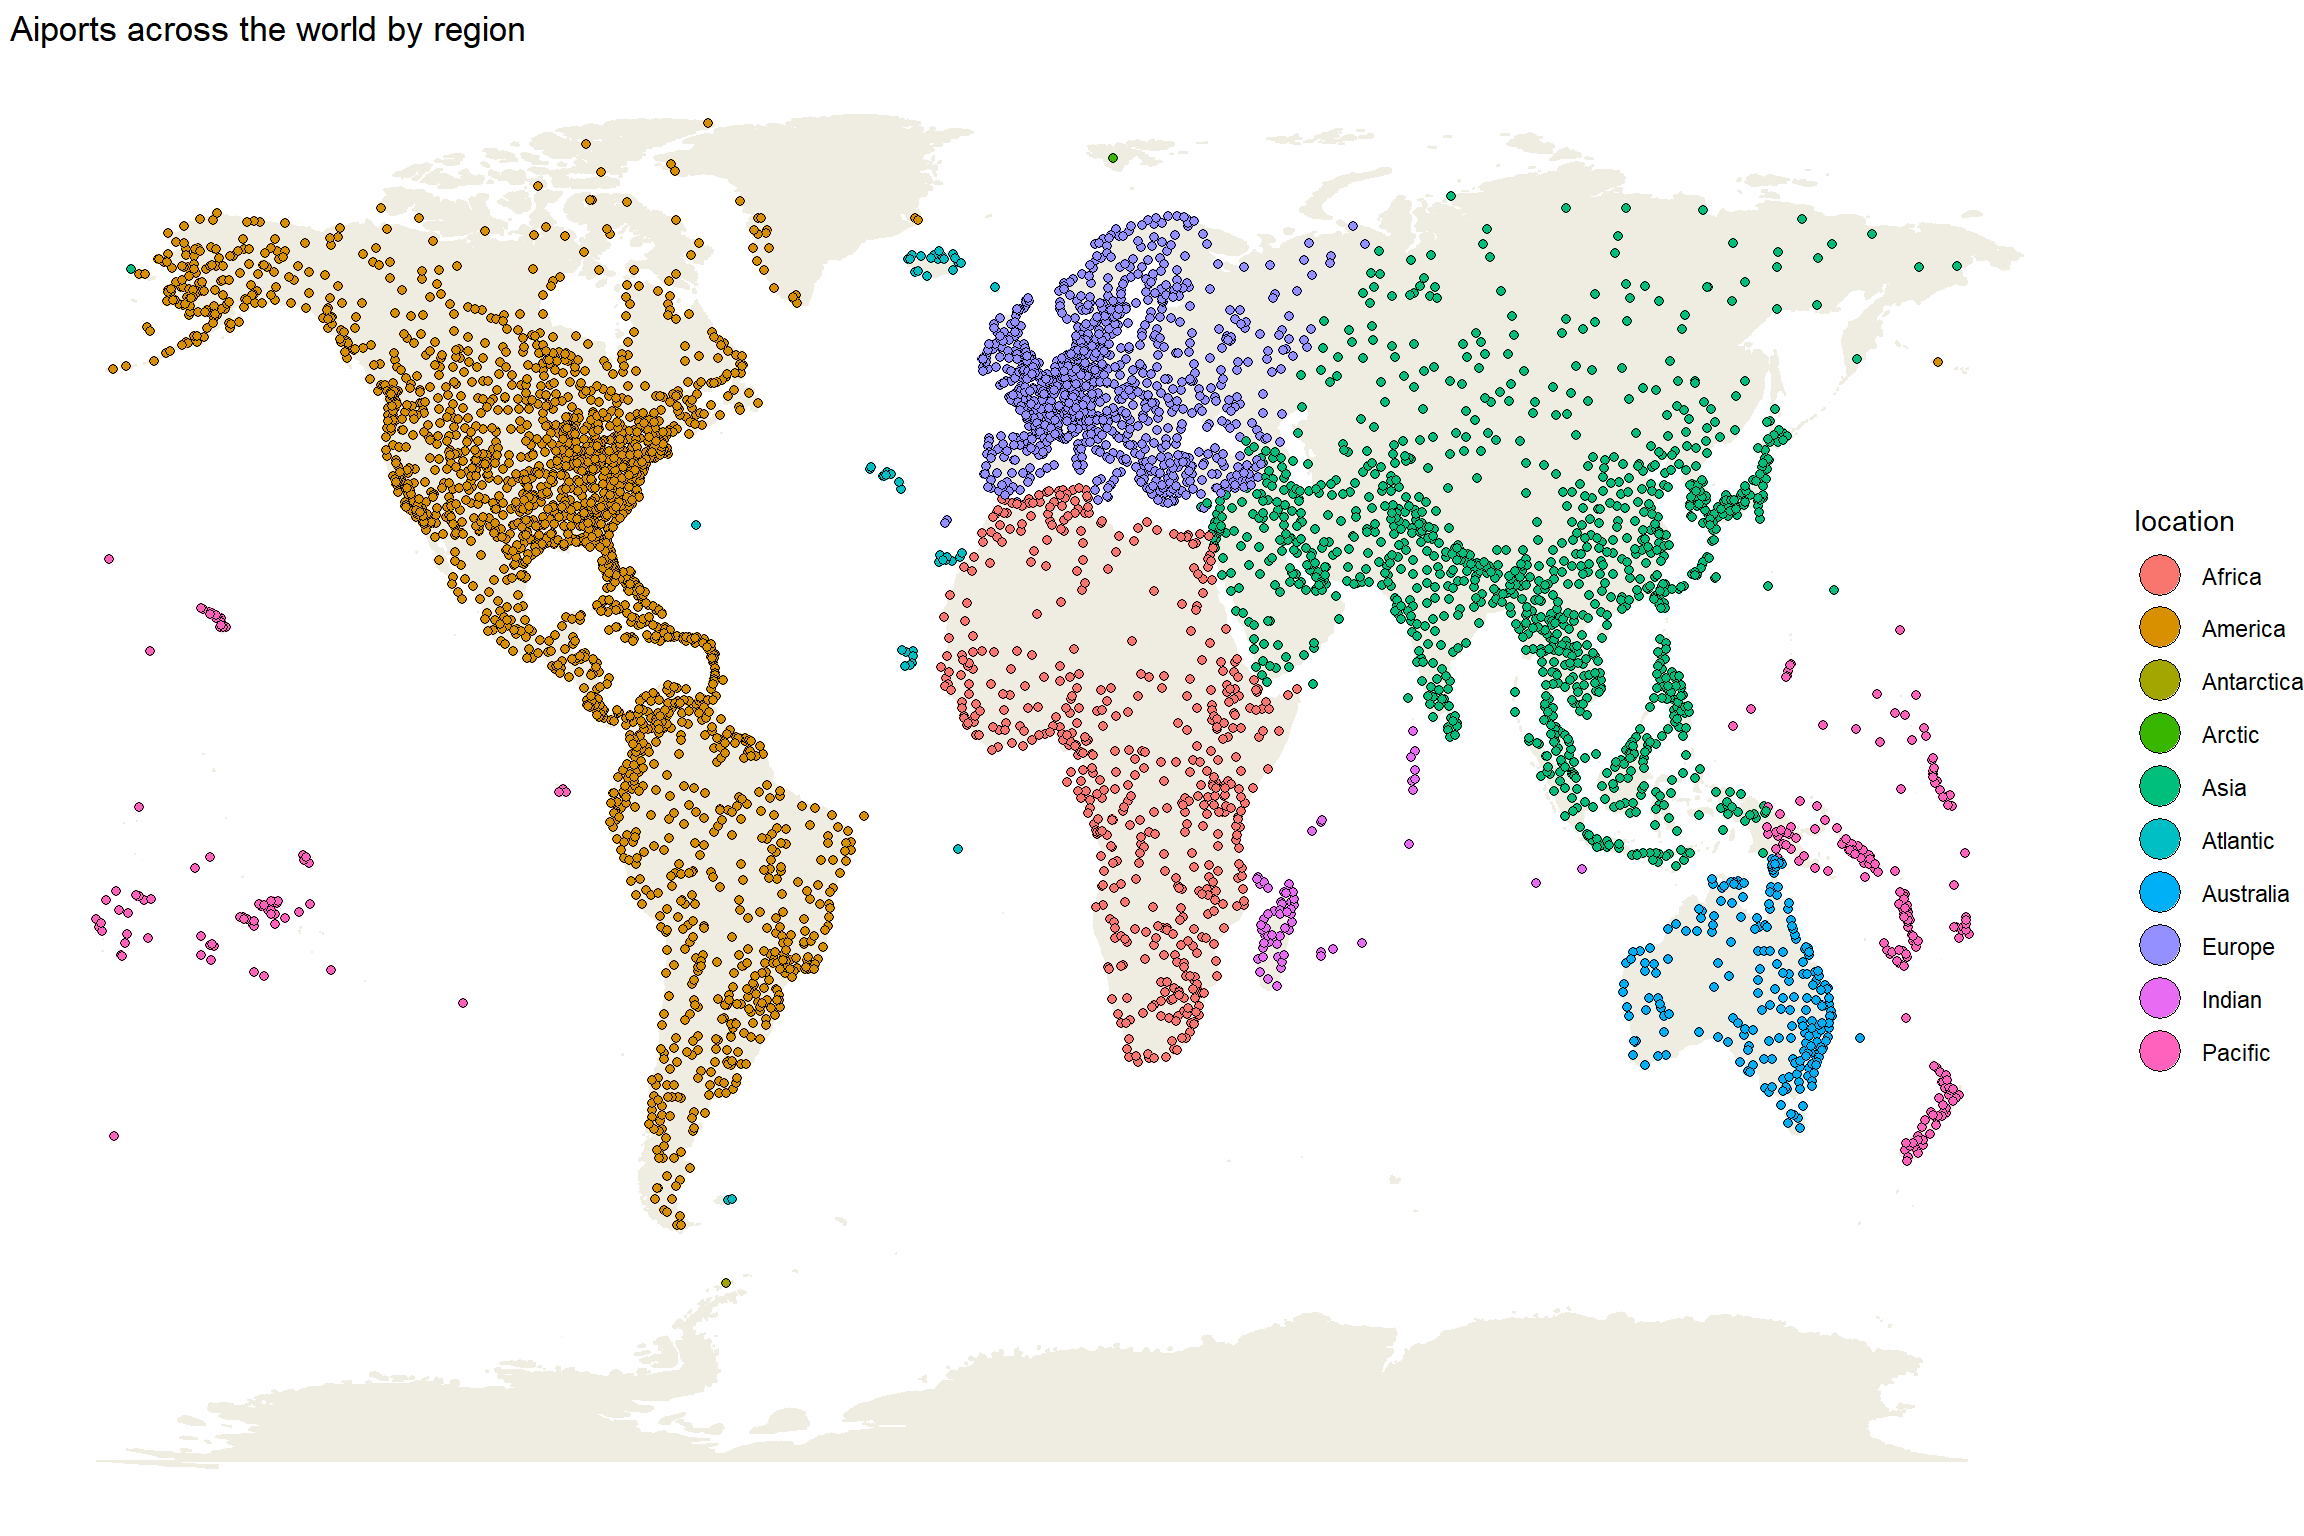 Aiports across the world by region
location
Africa
America
Antarctica
Arctic
Asia
Atlantic
Australia
Europe
Indian
Pacific